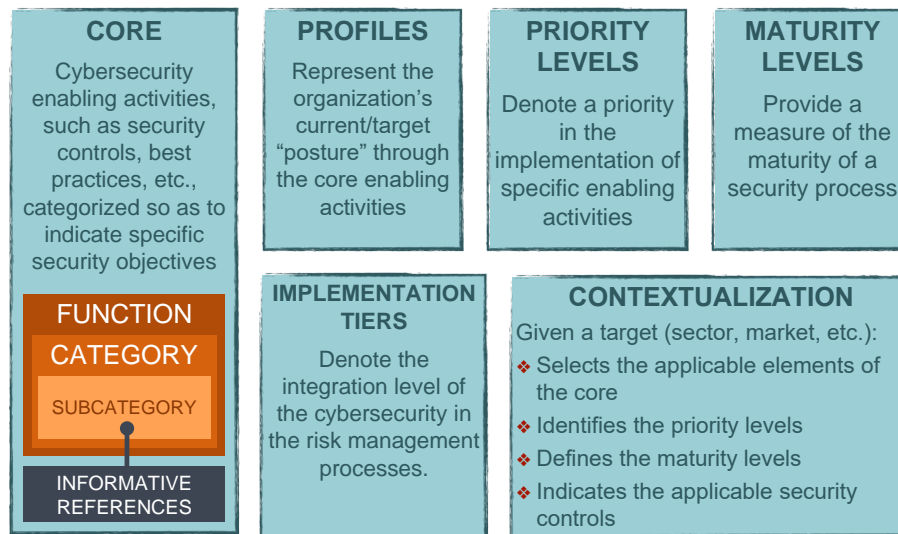 CORE
Cybersecurity
enabling activities,
such as security
controls, best
practices, etc.,
categorized so as to
indicate specific
security objectives
FUNCTION
CATEGORY
SUBCATEGORY
INFORMATIVE
REFERENCES
PROFILES
Represent the
organization’s
current/target
“posture” through
the core enabling
activities
PRIORITY
LEVELS
Denote a priority
in the
implementation of
specific enabling
activities
MATURITY
LEVELS
Provide a
measure of the
maturity of a
security process
IMPLEMENTATION
TIERS
Denote the
integration level of
the cybersecurity in
the risk management
processes.
CONTEXTUALIZATION
Given a target (sector, market, etc.):
❖ Selects the applicable elements of
the core
❖ Identifies the priority levels
❖ Defines the maturity levels
❖ Indicates the applicable security
controls